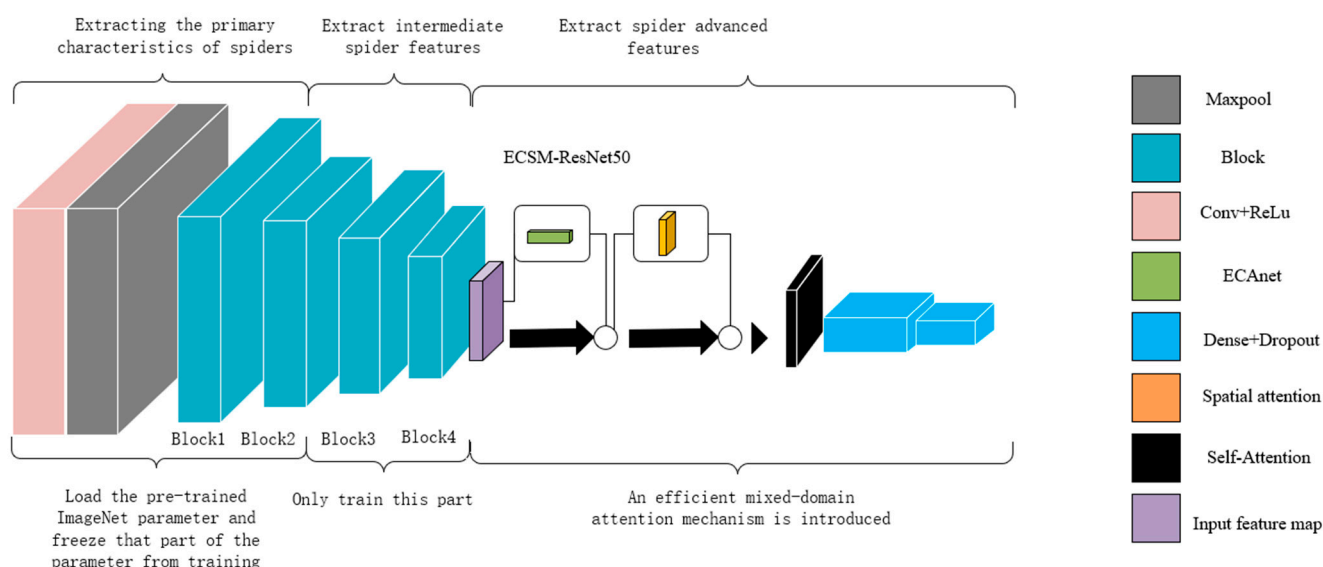 Extracting the primary
characteristics of spiders
Extract intermediate
spider features
Extract spider advanced
features
ECSM-ResNet50
Block1
Block2
Block3
Block4
Load the pre-trained
ImageNet parameter and
freeze that part of the
parameter from training
Only train this part
An efficient mixed-domain
attention mechanism is introduced
Maxpool
Block
Conv+ReLu
ECAnet
Dense+Dropout
Spatial attention
Self-Attention
Input feature map